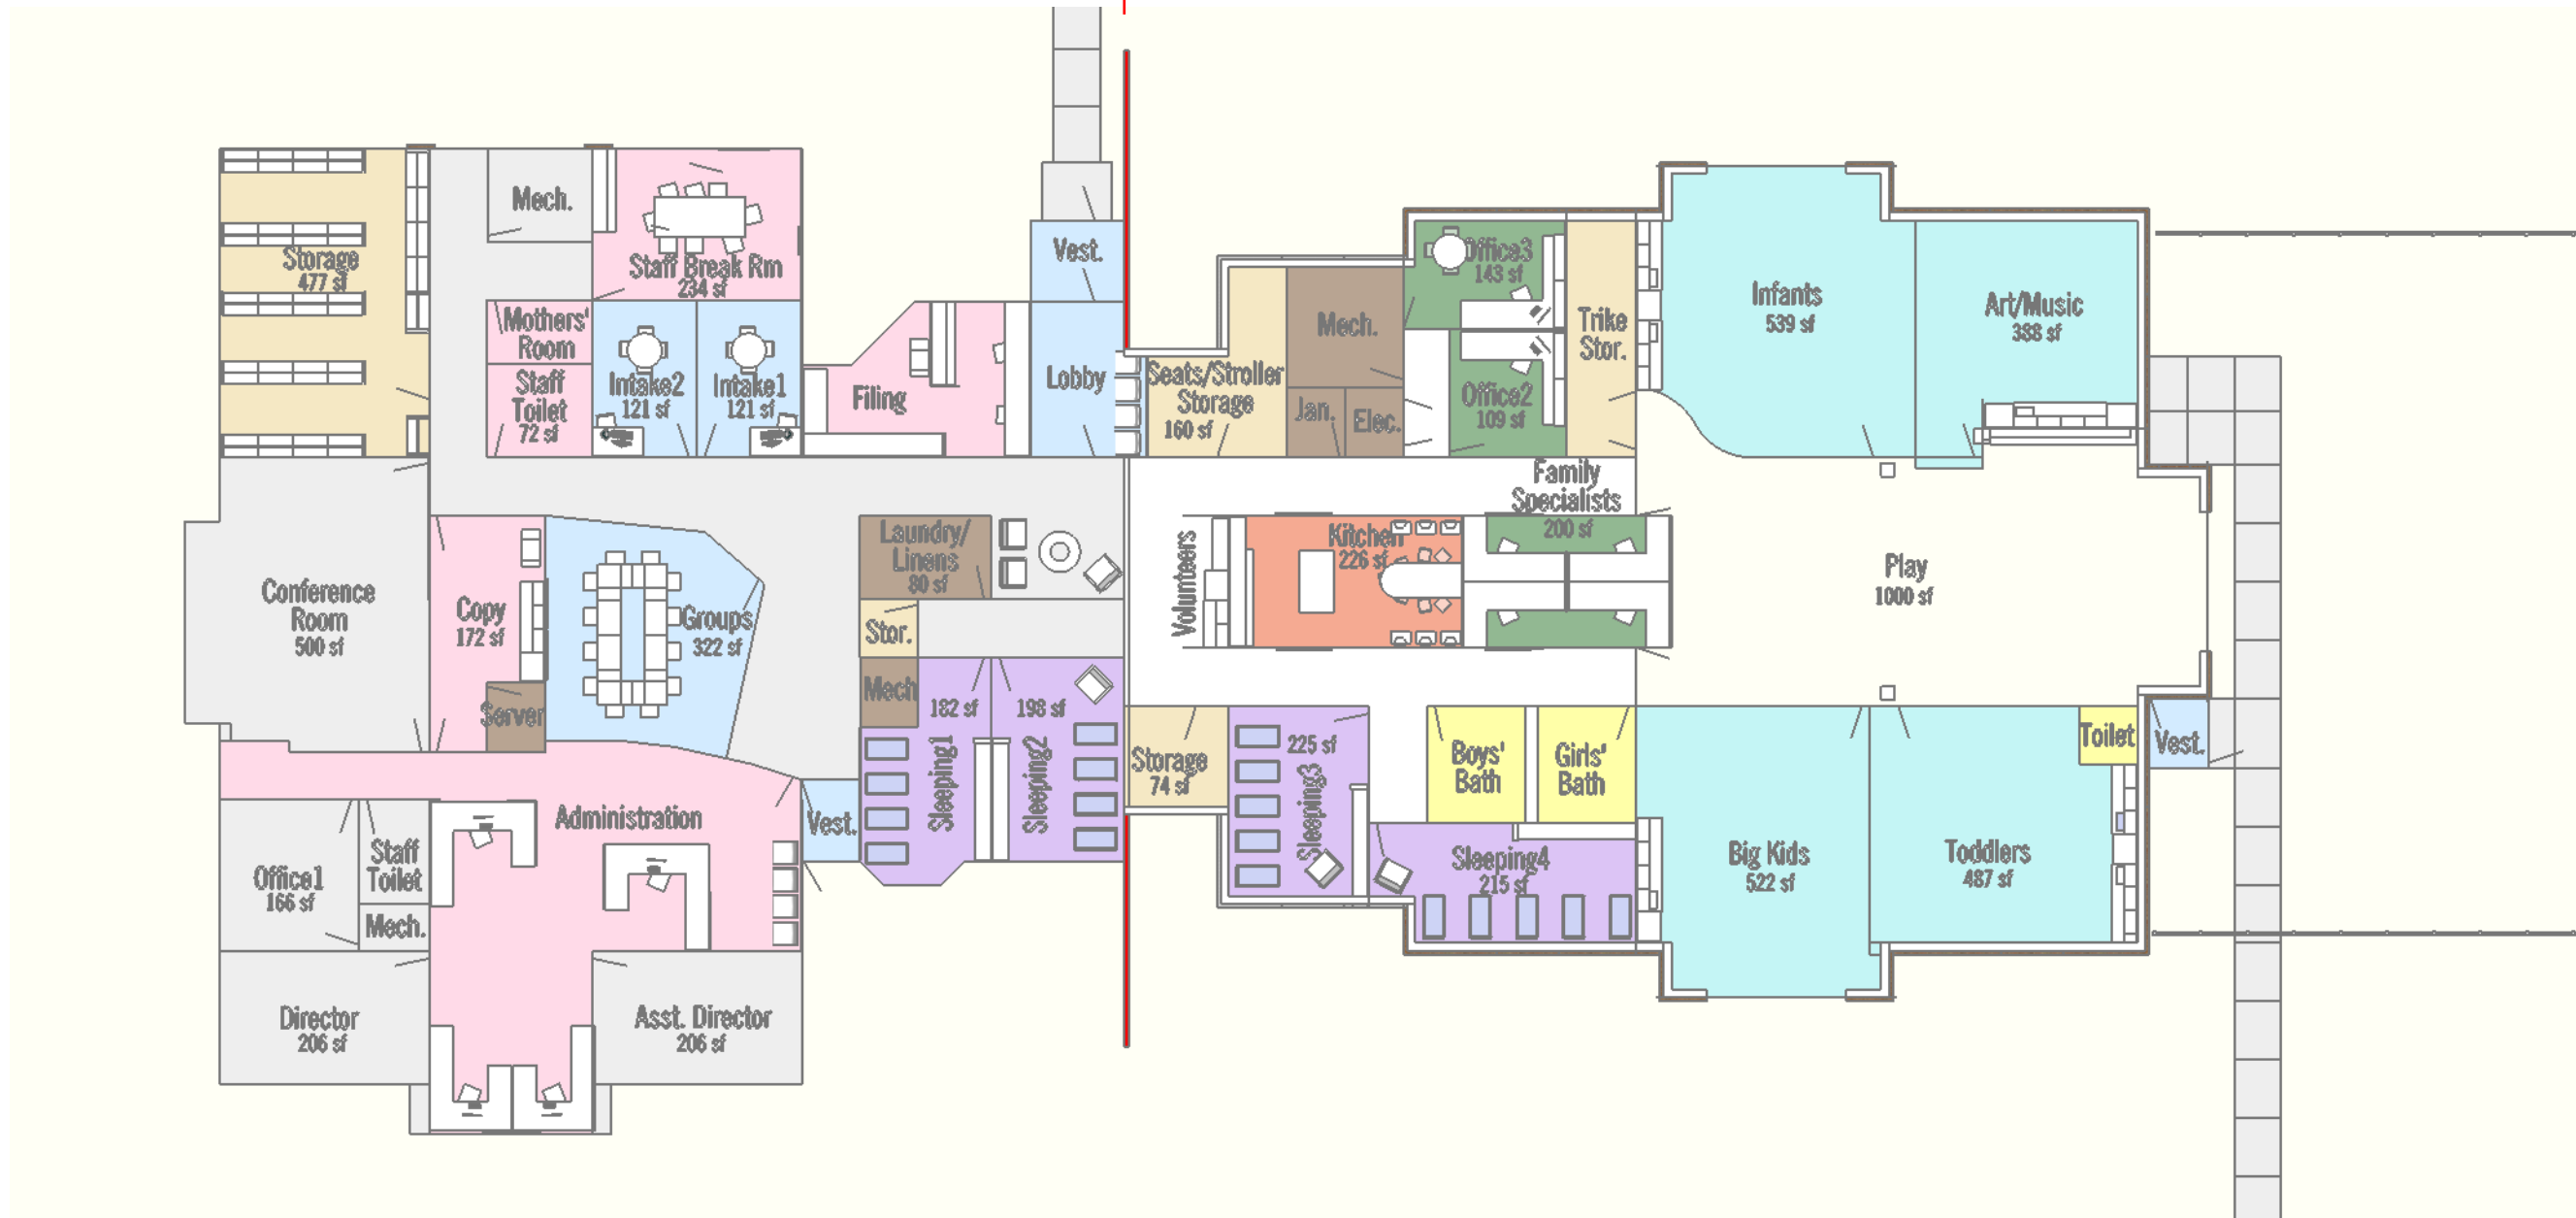 Storage
477 sf
Mech.
Staff Break Rm
234 sf
Mothers'
Room
Staff
Toilet
72 sf
Intake2
121 sf
Intake1
121 sf
Filing
Vest.
Lobby
Seats/Stroller
Storage
160 sf
Mech.
Jan.
Elec.
Office3
143 sf
Office2
109 sf
Trike
Stor.
Infants
539 sf
Art/Music
388 sf
Conference
Room
500 sf
Copy
172 sf
Server
Groups
322 sf
Laundry/
Linens
80 sf
Stor.
Mech
182 sf
Sleeping1
198 sf
Sleeping2
Volunteers
Kitchen
226 sf
Family
Specialists
200 sf
Play
1000 sf
Storage
74 sf
225 sf
Sleeping3
Boys'
Bath
Girls'
Bath
Sleeping4
215 sf
Big Kids
522 sf
Toddlers
487 sf
Toilet
Vest.
Administration
Vest.
Office1
166 sf
Staff
Toilet
Mech.
Director
206 sf
Asst. Director
206 sf